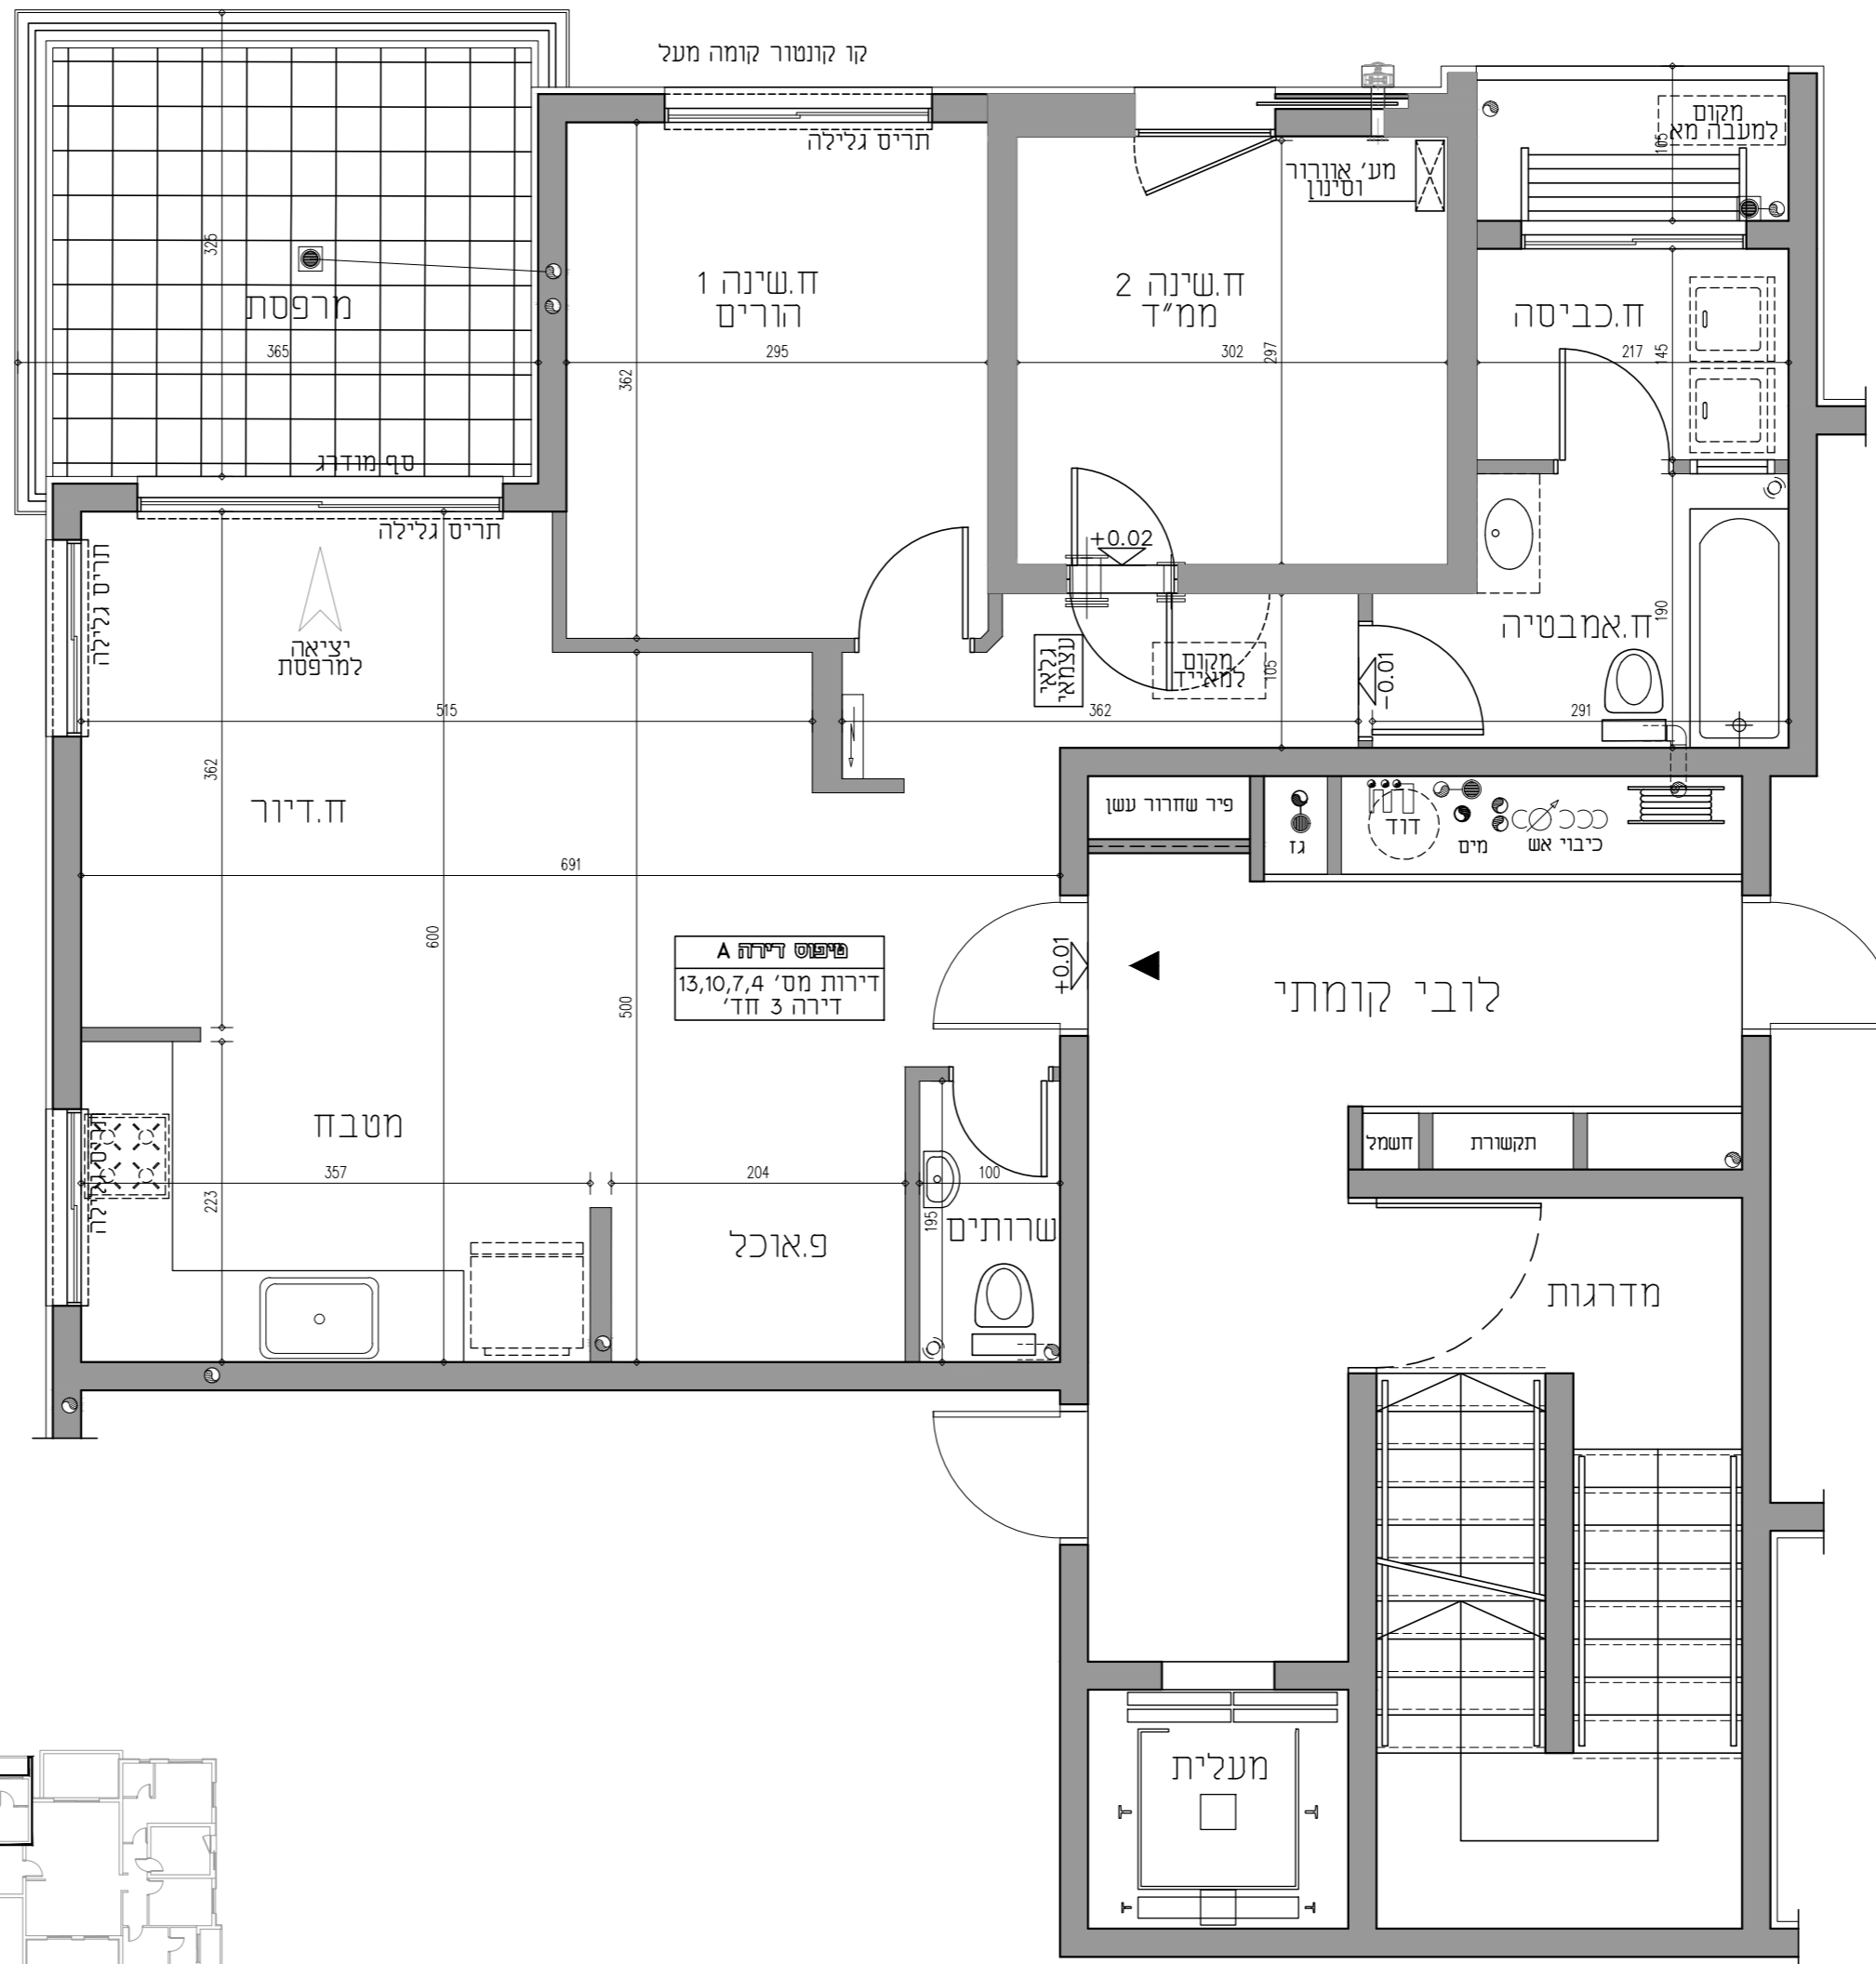 קו קונטור קומה מעל
מקום
למעבה מא
105
תריס גלילה
מע' אוורור
וסינון
325
מרפסת
365
ח.שינה 1
הורים
295
362
ח.שינה 2
ממ״ד
302
297
ח.כביסה
217
145
סף מודרג
תריס גלילה
תריס גלילה
יציאה
למרפסת
+0.02
ח.אמבטיה
190
גלאי
עצמאי
מקום
למאייד
105
-0.01
515
362
291
362
ח.דיור
פיר שחרור עשן
גז
דוד
מים
כיבוי אש
691
600
500
טיפוס דירה A
דירות מס' 13,10,7,4
דירה 3 חד'
+0.01
לובי קומתי
מטבח
תריס גלילה
חשמל
תקשורת
357
204
100
223
195
שרותים
פ.אוכל
מדרגות
מעלית